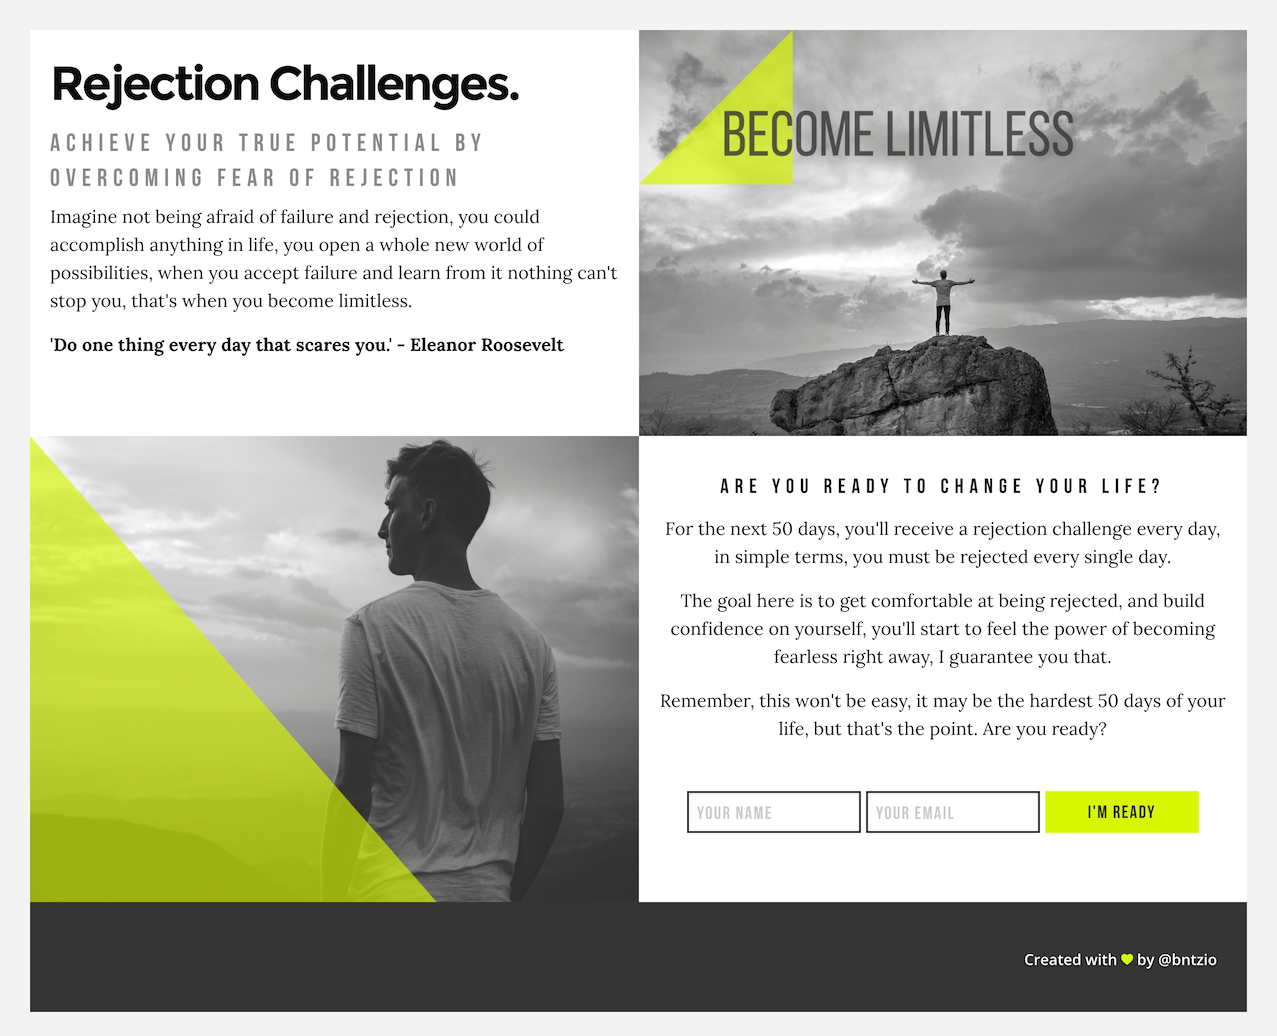 Rejection Challenges.
ACHIEVE YOUR TRUE POTENTIAL BY
OVERCOMING FEAR OF REJECTION
Imagine not being afraid of failure and rejection, you could
accomplish anything in life, you open a whole new world of
possibilities, when you accept failure and learn from it nothing can't
stop you, that's when you become limitless.
'Do one thing every day that scares you.' - Eleanor Roosevelt
BECOME LIMITLESS
ARE YOU READY TO CHANGE YOUR LIFE?
For the next 50 days, you'll receive a rejection challenge every day,
in simple terms, you must be rejected every single day.
The goal here is to get comfortable at being rejected, and build
confidence on yourself, you'll start to feel the power of becoming
fearless right away, I guarantee you that.
Remember, this won't be easy, it may be the hardest 50 days of your
life, but that's the point. Are you ready?
YOUR NAME YOUR EMAIL I'M READY
Created with 💛 by @bntzio